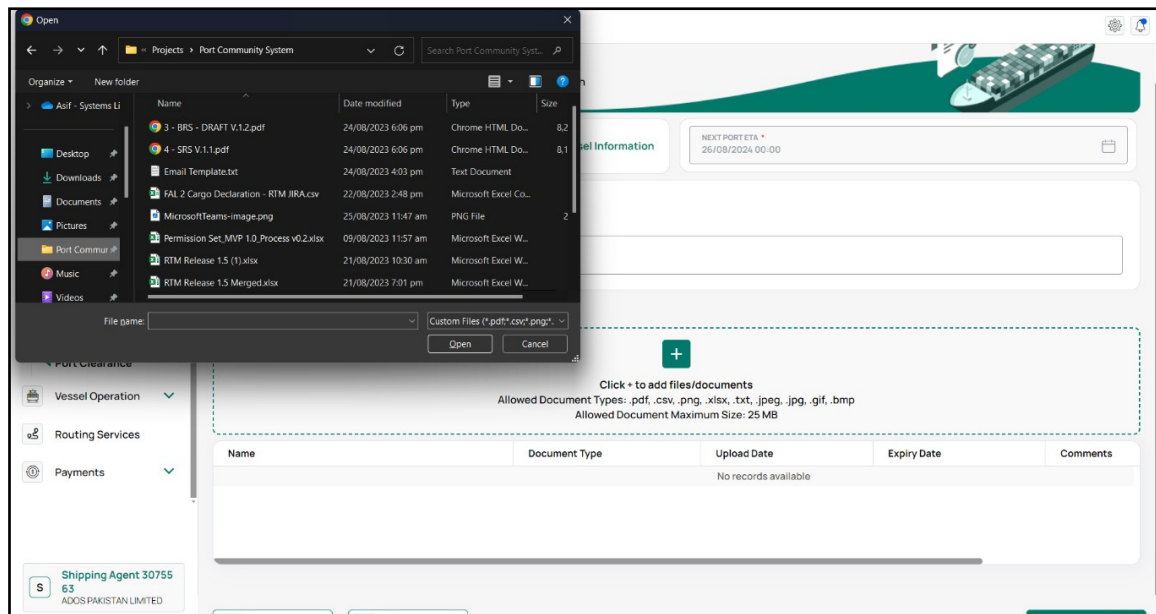 Open
« Projects › Port Community System
Search Port Community Syst...
Organize
New folder
Asif - Systems Li
Desktop
Downloads
Documents
Pictures
Port Commur
Music
Videos
Name Date modified Type Size
3 - BRS - DRAFT V.1.2.pdf 24/08/2023 6:06 pm Chrome HTML Do... 8,2
4 - SRS V.1.1.pdf 24/08/2023 6:06 pm Chrome HTML Do... 8,1
Email Template.txt 24/08/2023 4:03 pm Text Document
FAL 2 Cargo Declaration - RTM JIRA.csv 22/08/2023 2:48 pm Microsoft Excel Co...
MicrosoftTeams-image.png 25/08/2023 11:47 am PNG File 2
Permission Set_MVP 1.0_Process v0.2.xlsx 09/08/2023 11:57 am Microsoft Excel W...
RTM Release 1.5 (1).xlsx 21/08/2023 10:30 am Microsoft Excel W...
RTM Release 1.5 Merged.xlsx 21/08/2023 7:01 pm Microsoft Excel W...
File name:
Custom Files (*.pdf;*.csv;*.png;*.
Open Cancel
sel Information
NEXT PORT ETA *
26/08/2024 00:00
Port Clearance
Vessel Operation
Routing Services
Payments
Click + to add files/documents
Allowed Document Types: .pdf, .csv, .png, .xlsx, .txt, .jpeg, .jpg, .gif, .bmp
Allowed Document Maximum Size: 25 MB
Name Document Type Upload Date Expiry Date Comments
No records available
S
Shipping Agent 30755
63
ADOS PAKISTAN LIMITED